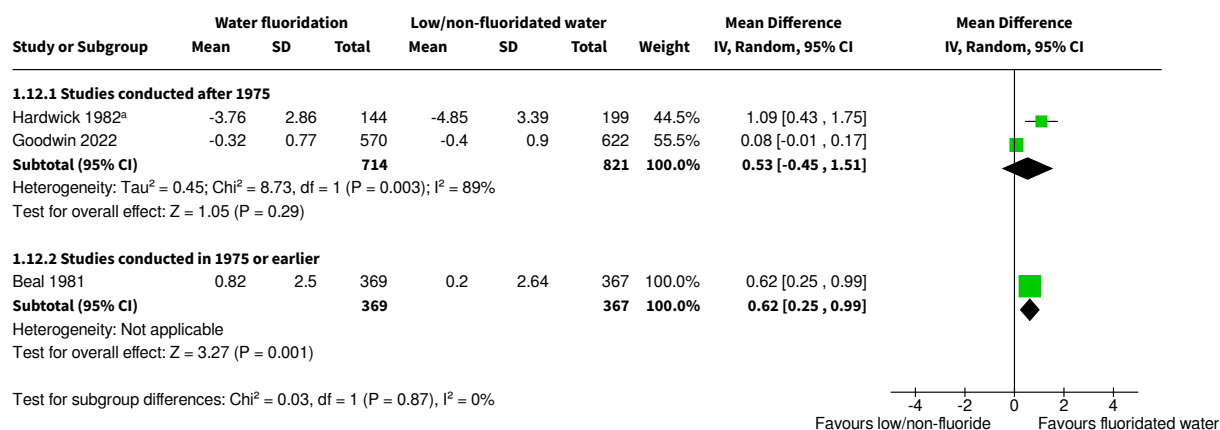 Water fluoridation Low/non-fluoridated water Mean Difference Mean Difference
Study or Subgroup Mean SD Total Mean SD Total Weight IV, Random, 95% CI IV, Random, 95% CI
1.12.1 Studies conducted after 1975
Hardwick 1982ᵃ -3.76 2.86 144 -4.85 3.39 199 44.5% 1.09 [0.43 , 1.75]
Goodwin 2022 -0.32 0.77 570 -0.4 0.9 622 55.5% 0.08 [-0.01 , 0.17]
Subtotal (95% CI) 714 821 100.0% 0.53 [-0.45 , 1.51]
Heterogeneity: Tau² = 0.45; Chi² = 8.73, df = 1 (P = 0.003); I² = 89%
Test for overall effect: Z = 1.05 (P = 0.29)
1.12.2 Studies conducted in 1975 or earlier
Beal 1981 0.82 2.5 369 0.2 2.64 367 100.0% 0.62 [0.25 , 0.99]
Subtotal (95% CI) 369 367 100.0% 0.62 [0.25 , 0.99]
Heterogeneity: Not applicable
Test for overall effect: Z = 3.27 (P = 0.001)
Test for subgroup differences: Chi² = 0.03, df = 1 (P = 0.87), I² = 0%
-4 -2 0 2 4
Favours low/non-fluoride Favours fluoridated water